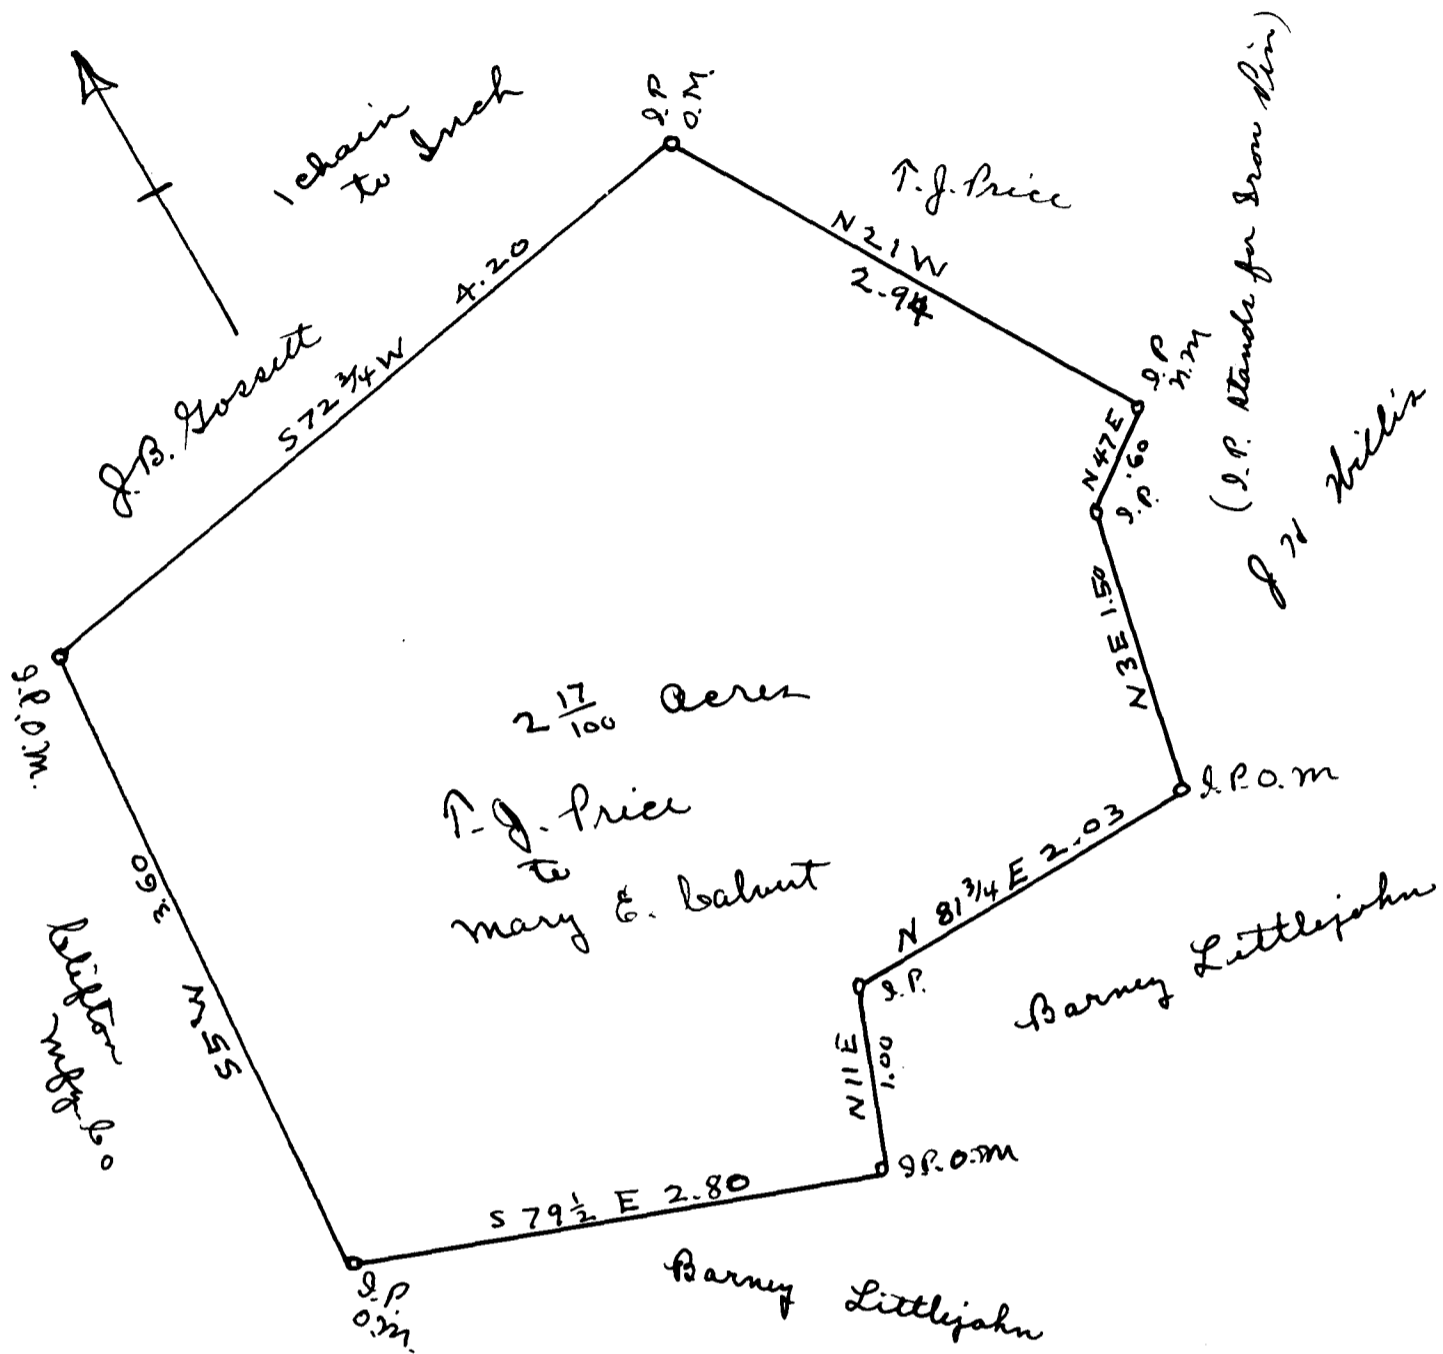 1 chain
to Inch
I.P.
O.M.
T. J. Price
N 21 W
2.94
(I.P. stands for Iron Pin)
J. B. Gossett
S 72 3/4 W 4.20
I.P.
N.M
N 47 E
.60
I.P.
J H Willis
N 3 E 1.50
I.P.O.M.
2 17/100 acres
T. J. Price
to
Mary E. Calvert
I.P.O.M
N 81 3/4 E 2.03
Barney Littlejohn
I.P.
3.60
S 5 W
Clifton
Mfg. Co
N 11 E
1.00
I.P.O.M
S 79 1/2 E 2.80
I.P.
O.M.
Barney Littlejohn